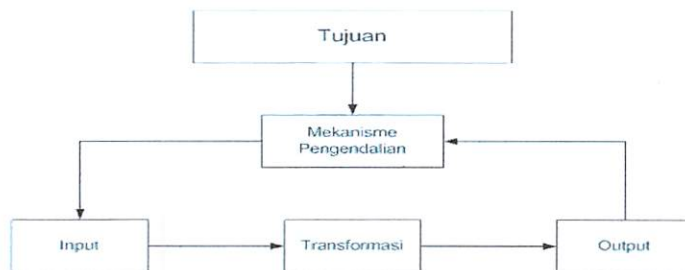 Tujuan
Mekanisme
Pengendalian
Input
Transformasi
Output